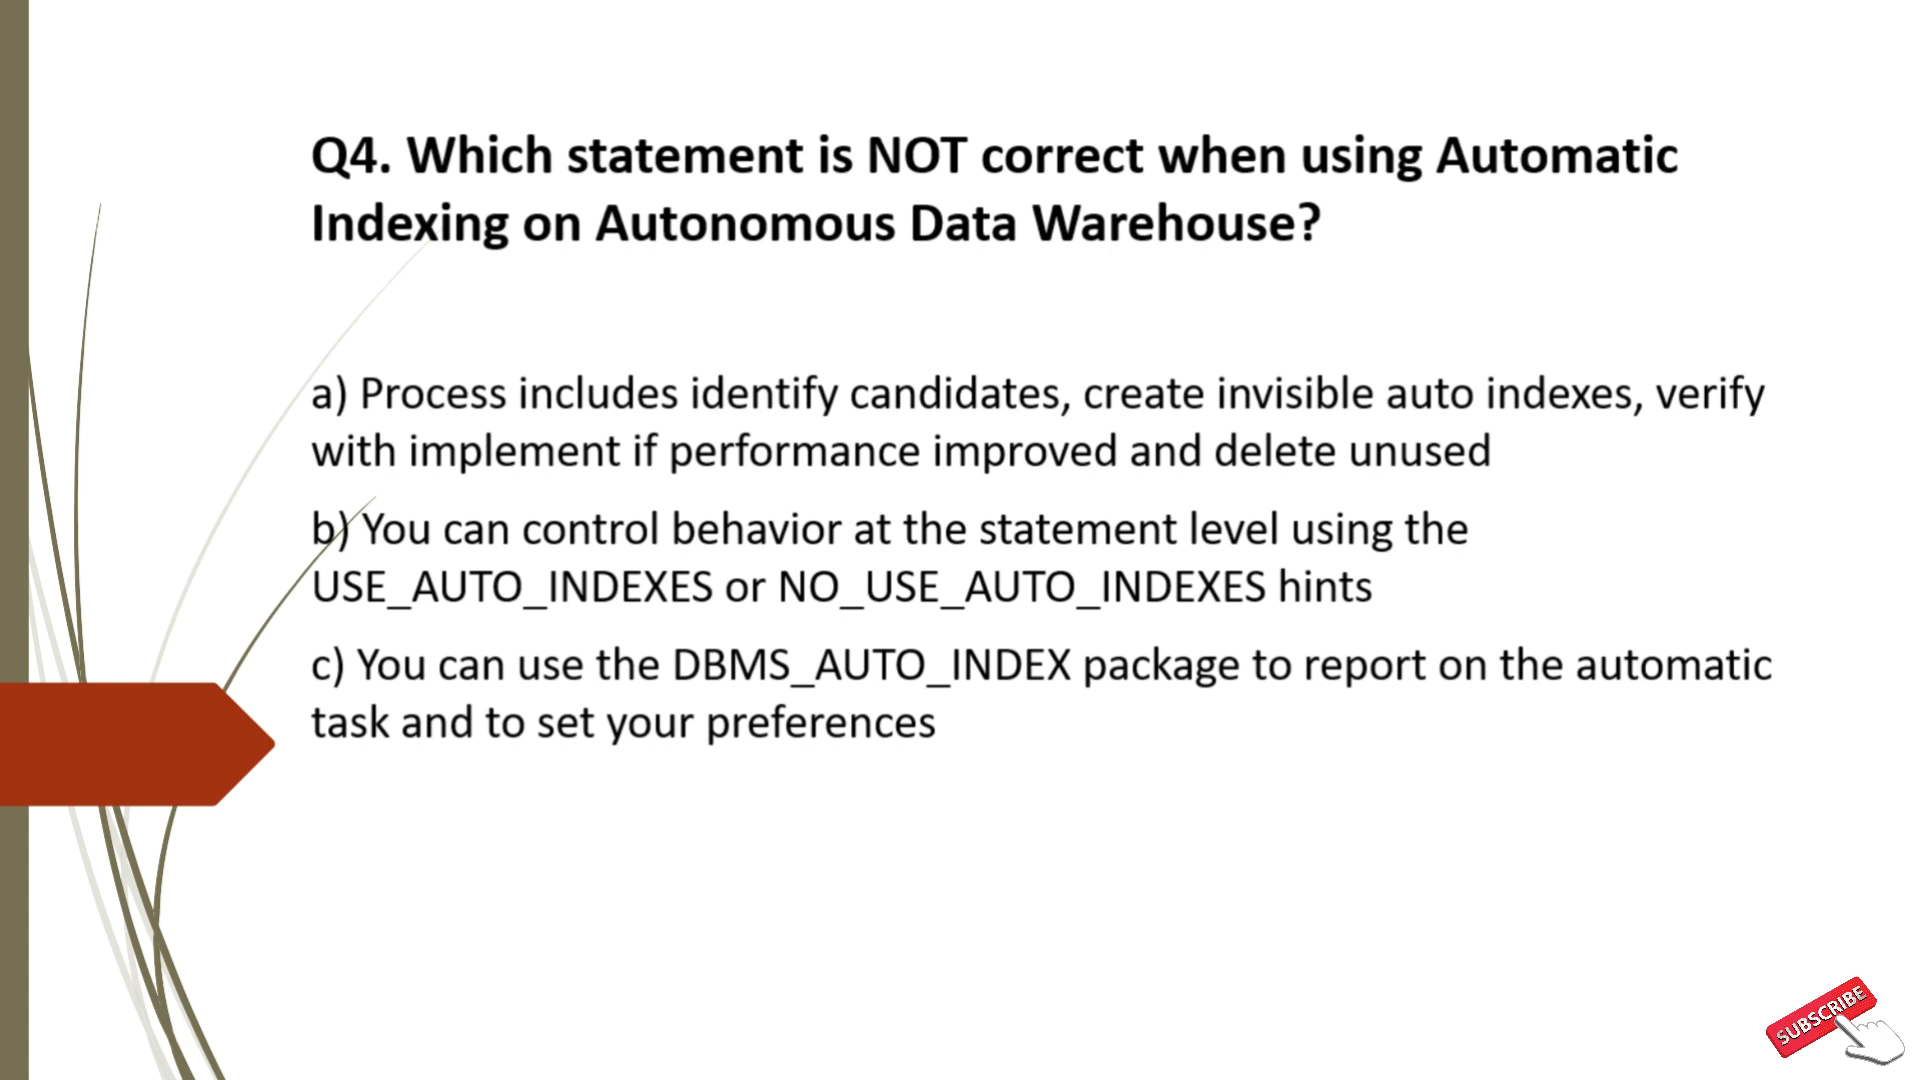 Q4. Which statement is NOT correct when using Automatic
Indexing on Autonomous Data Warehouse?
a) Process includes identify candidates, create invisible auto indexes, verify
with implement if performance improved and delete unused
b) You can control behavior at the statement level using the
USE_AUTO_INDEXES or NO_USE_AUTO_INDEXES hints
c) You can use the DBMS_AUTO_INDEX package to report on the automatic
task and to set your preferences
SUBSCRIBE